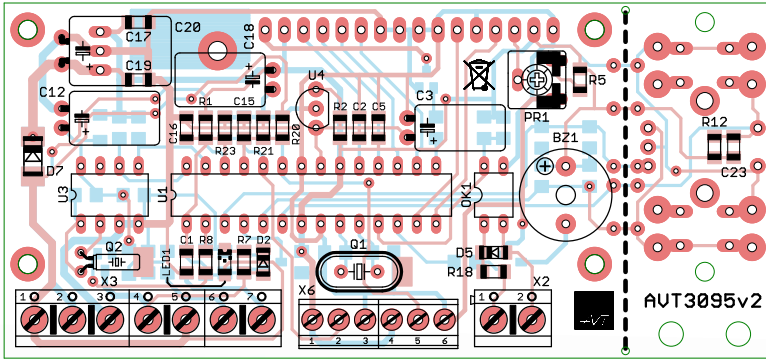 C20
C17
C18
C19
U4
C12
C3
R5
PR1
R12
C16
R1
C15
R20
R2 C2 C5
BZ1
R23 R21
D7
C23
U3
U1
OK1
Q2
LED1
C1 R8 R7 D2
Q1
D5
R18
X3
X6
X2
AVT3095v2
1 2 3 4 5 6 7
1 2
1 2 3 4 5 6
AVT